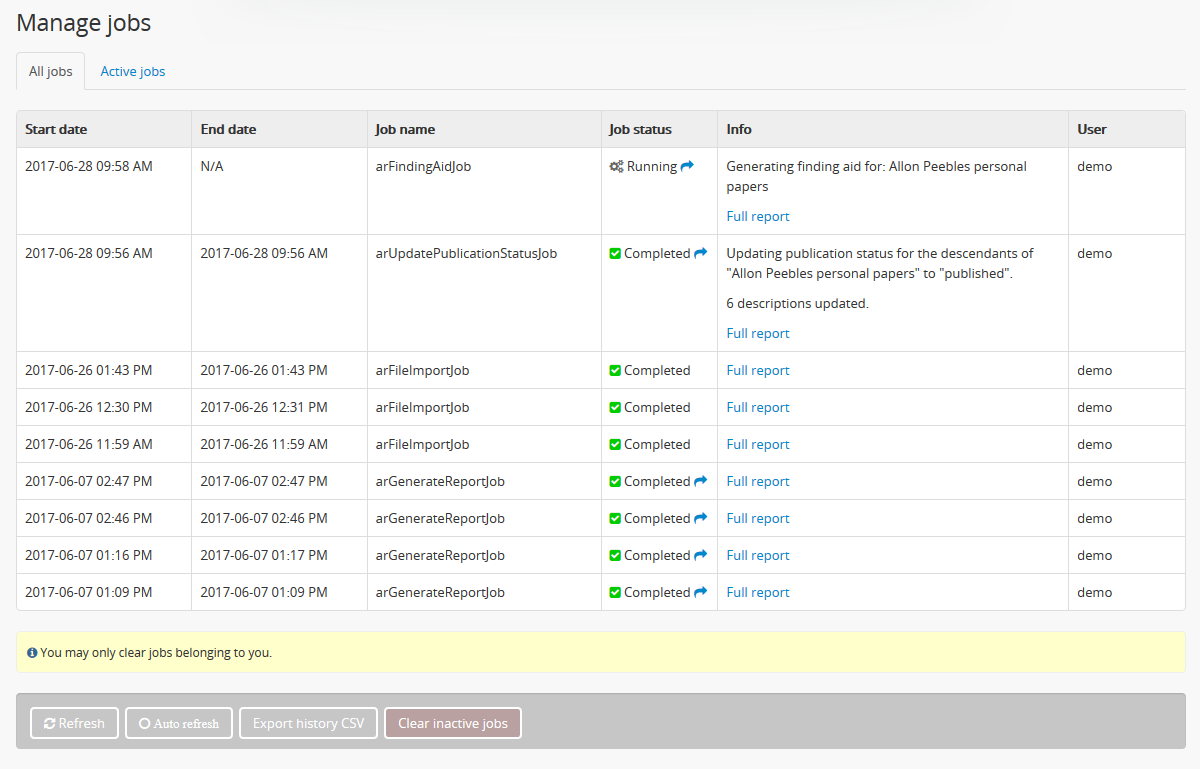 Manage jobs
All jobs Active jobs
Start date End date Job name Job status Info User
2017-06-28 09:58 AM N/A arFindingAidJob Running Generating finding aid for: Allon Peebles personal demo
papers
Full report
2017-06-28 09:56 AM 2017-06-28 09:56 AM arUpdatePublicationStatusJob Completed Updating publication status for the descendants of demo
"Allon Peebles personal papers" to "published".
6 descriptions updated.
Full report
2017-06-26 01:43 PM 2017-06-26 01:43 PM arFileImportJob Completed Full report demo
2017-06-26 12:30 PM 2017-06-26 12:31 PM arFileImportJob Completed Full report demo
2017-06-26 11:59 AM 2017-06-26 11:59 AM arFileImportJob Completed Full report demo
2017-06-07 02:47 PM 2017-06-07 02:47 PM arGenerateReportJob Completed Full report demo
2017-06-07 02:46 PM 2017-06-07 02:46 PM arGenerateReportJob Completed Full report demo
2017-06-07 01:16 PM 2017-06-07 01:17 PM arGenerateReportJob Completed Full report demo
2017-06-07 01:09 PM 2017-06-07 01:09 PM arGenerateReportJob Completed Full report demo
You may only clear jobs belonging to you.
Refresh Auto refresh Export history CSV Clear inactive jobs